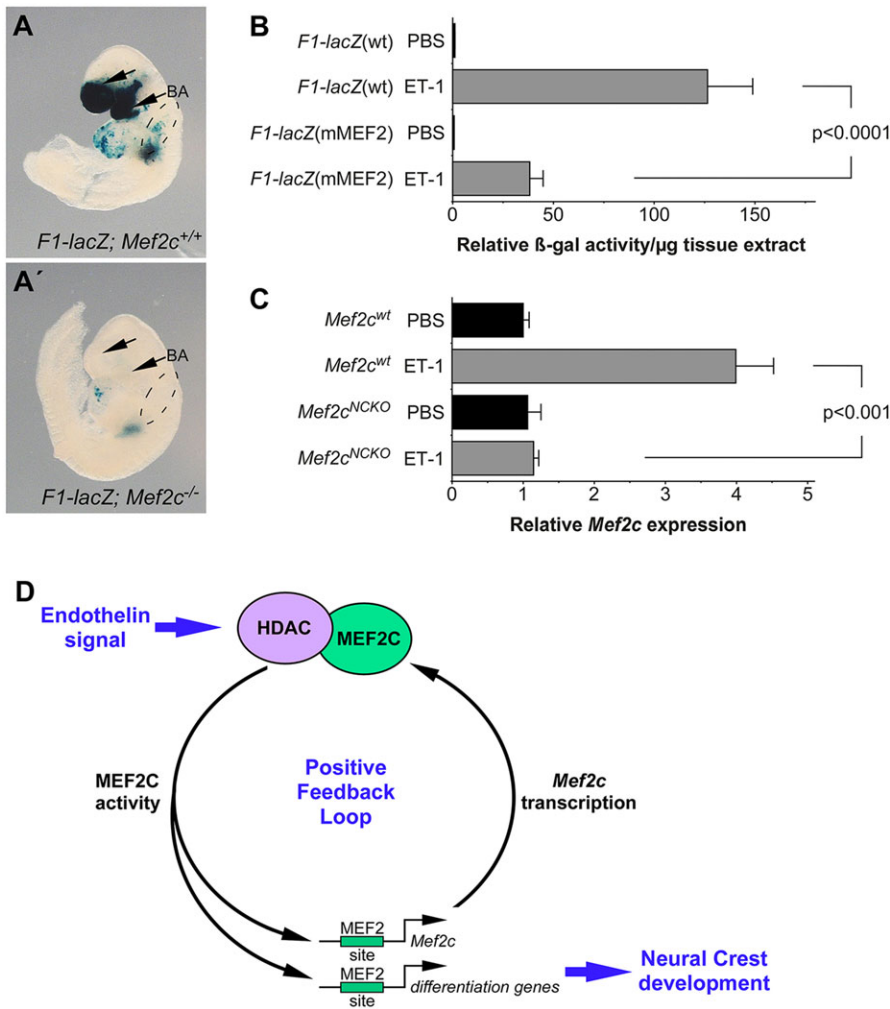 A
BA
F1-lacZ; Mef2c+/+
A´
BA
F1-lacZ; Mef2c-/-
B
F1-lacZ(wt) PBS
F1-lacZ(wt) ET-1
F1-lacZ(mMEF2) PBS
F1-lacZ(mMEF2) ET-1
p<0.0001
0 50 100 150
Relative ß-gal activity/µg tissue extract
C
Mef2cwt PBS
Mef2cwt ET-1
Mef2cNCKO PBS
Mef2cNCKO ET-1
p<0.001
0 1 2 3 4 5
Relative Mef2c expression
D
Endothelin
signal
HDAC
MEF2C
MEF2C
activity
Positive
Feedback
Loop
Mef2c
transcription
MEF2
site
Mef2c
MEF2
site
differentiation genes
Neural Crest
development